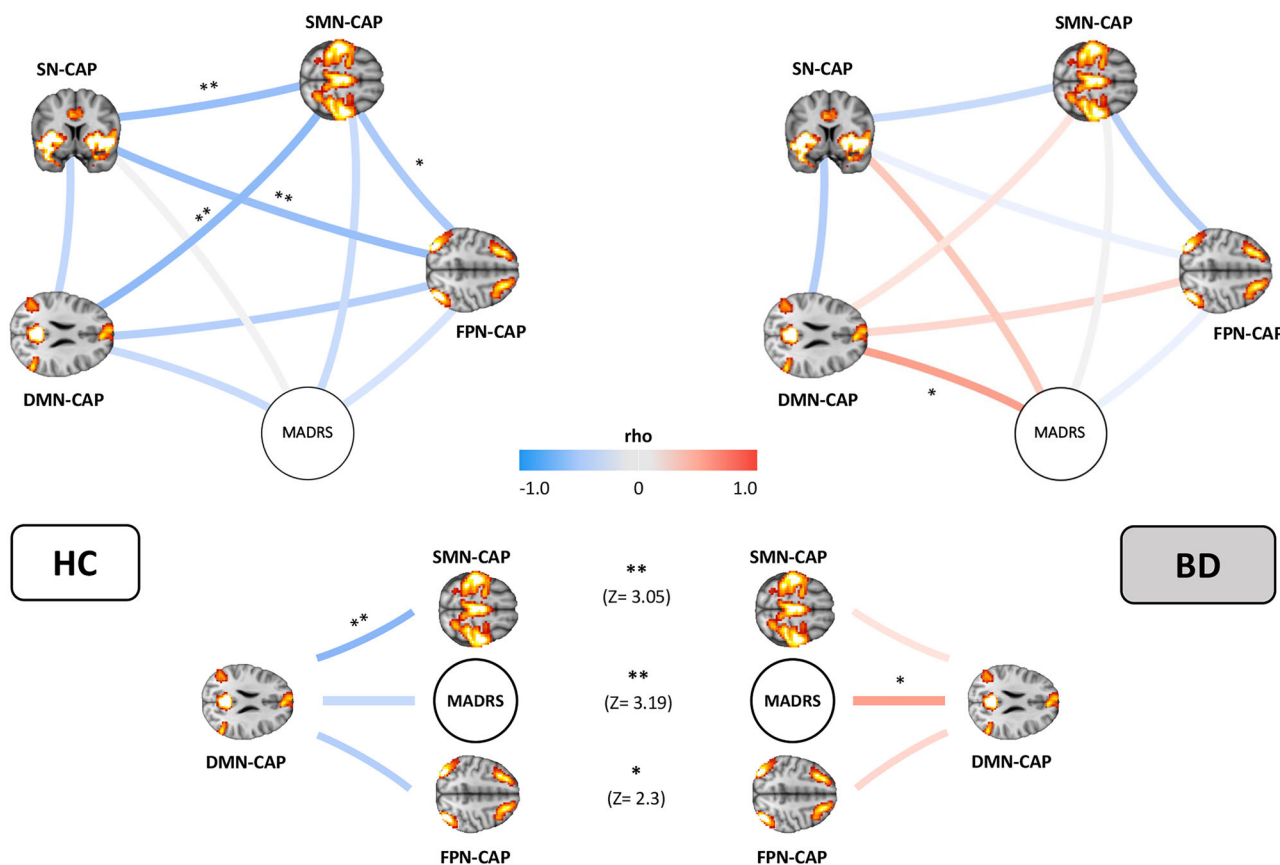 SMN-CAP
SN-CAP
**
*
**
**
FPN-CAP
DMN-CAP
MADRS
SMN-CAP
SN-CAP
FPN-CAP
DMN-CAP
*
MADRS
rho
-1.0 0 1.0
HC
BD
SMN-CAP
**
MADRS
DMN-CAP
FPN-CAP
**
(Z= 3.05)
**
(Z= 3.19)
*
(Z= 2.3)
SMN-CAP
MADRS
*
DMN-CAP
FPN-CAP